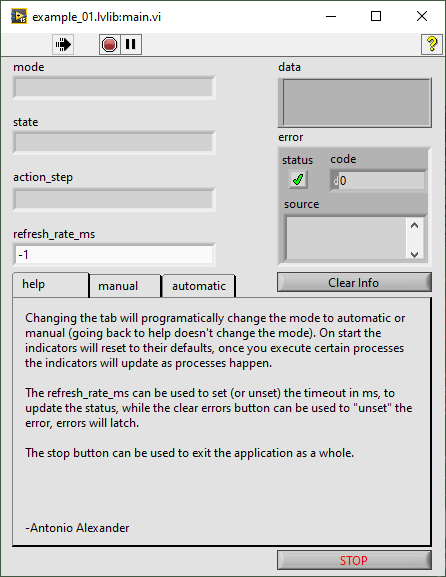 example_01.lvlib:main.vi
mode
data
state
error
status
code
d
0
action_step
source
refresh_rate_ms
-1
help
manual
automatic
Clear Info
Changing the tab will programatically change the mode to automatic or
manual (going back to help doesn't change the mode). On start the
indicators will reset to their defaults, once you execute certain processes
the indicators will update as processes happen.
The refresh_rate_ms can be used to set (or unset) the timeout in ms, to
update the status, while the clear errors button can be used to "unset" the
error, errors will latch.
The stop button can be used to exit the application as a whole.
-Antonio Alexander
STOP